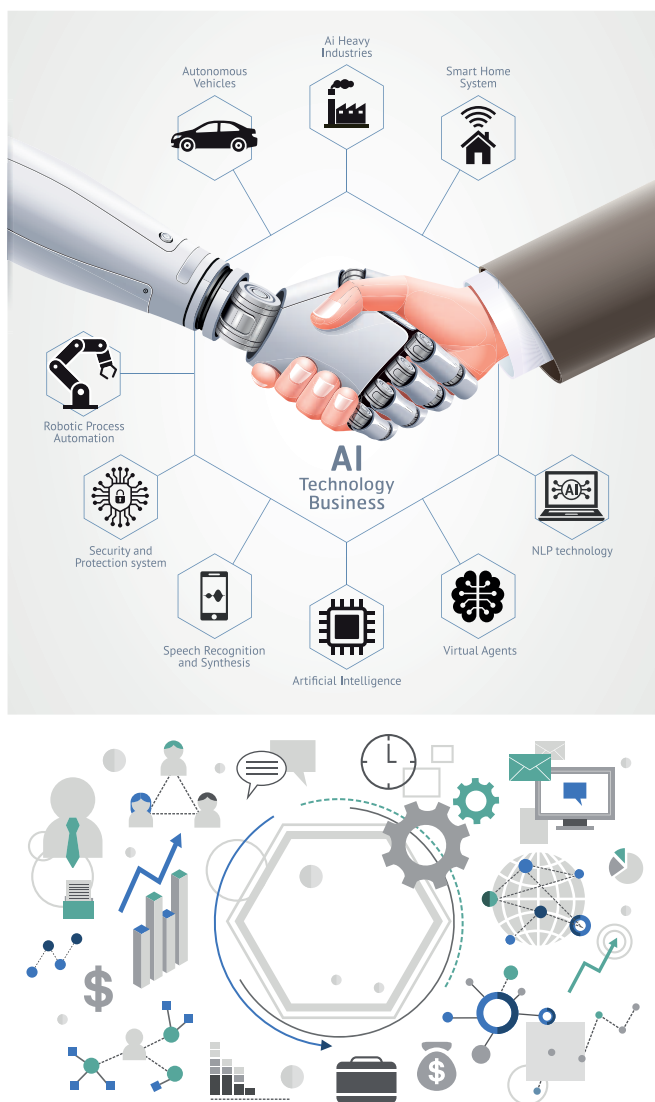 Ai Heavy
Industries
Autonomous
Vehicles
Smart Home
System
Robotic Process
Automation
AI
Technology
Business
Security and
Protection system
NLP technology
AI
Speech Recognition
and Synthesis
Virtual Agents
Artificial Intelligence
$
$